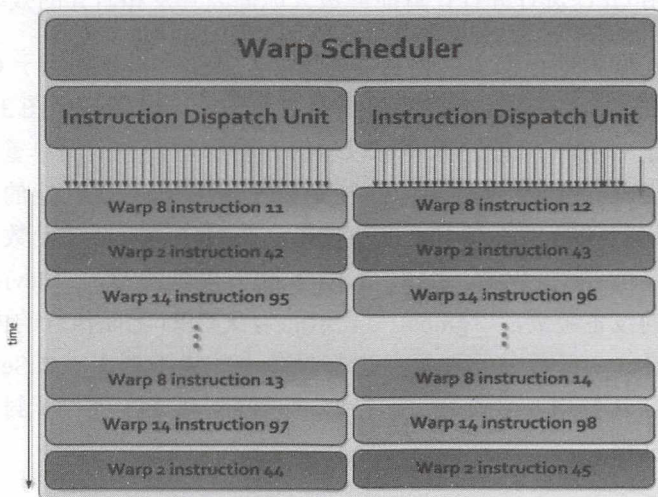 Warp Scheduler
Instruction Dispatch Unit
Instruction Dispatch Unit
Warp 8 instruction 11
Warp 8 instruction 12
Warp 2 instruction 42
Warp 2 instruction 43
Warp 14 instruction 95
Warp 14 instruction 96
Warp 8 instruction 13
Warp 8 instruction 14
Warp 14 instruction 97
Warp 14 instruction 98
Warp 2 instruction 44
Warp 2 instruction 45
time